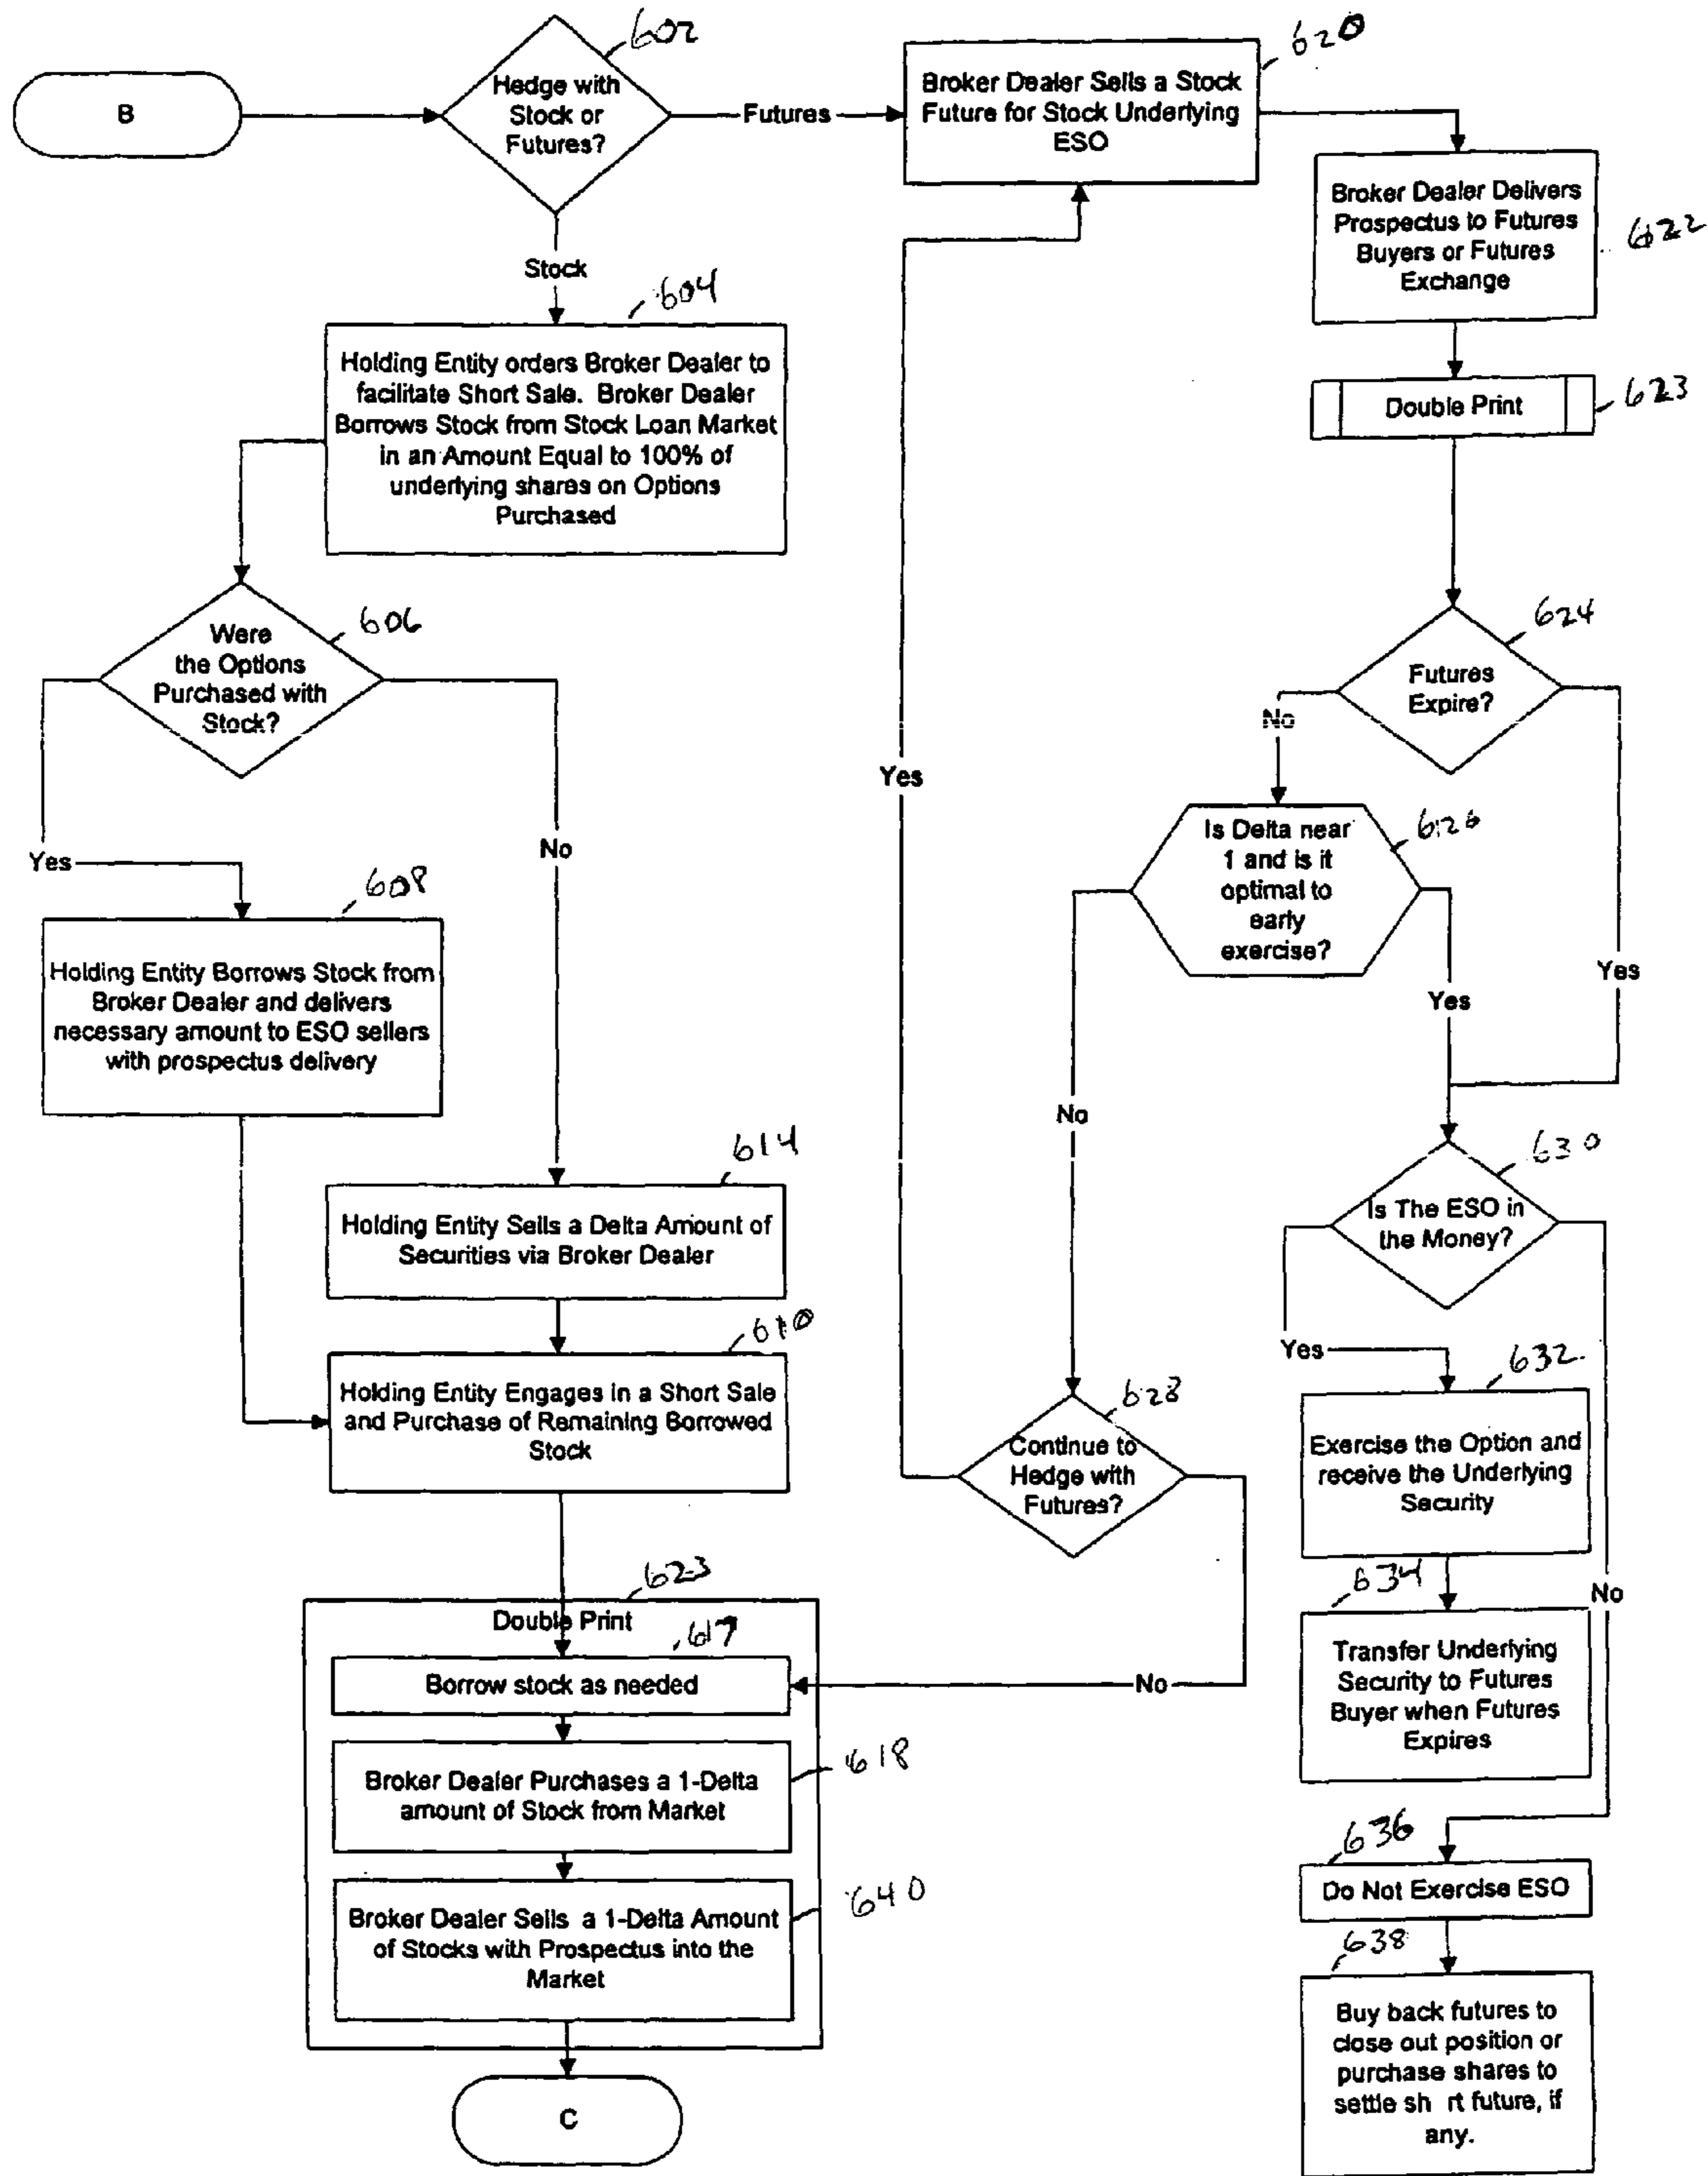 B
602
Hedge with
Stock or
Futures?
Futures
Stock
620
Broker Dealer Sells a Stock
Future for Stock Underlying
ESO
Broker Dealer Delivers
Prospectus to Futures
Buyers or Futures
Exchange
622
Double Print
623
604
Holding Entity orders Broker Dealer to
facilitate Short Sale. Broker Dealer
Borrows Stock from Stock Loan Market
in an Amount Equal to 100% of
underlying shares on Options
Purchased
606
Were
the Options
Purchased with
Stock?
Yes
No
608
Holding Entity Borrows Stock from
Broker Dealer and delivers
necessary amount to ESO sellers
with prospectus delivery
614
Holding Entity Sells a Delta Amount of
Securities via Broker Dealer
610
Holding Entity Engages in a Short Sale
and Purchase of Remaining Borrowed
Stock
623
Double Print
617
Borrow stock as needed
618
Broker Dealer Purchases a 1-Delta
amount of Stock from Market
640
Broker Dealer Sells a 1-Delta Amount
of Stocks with Prospectus into the
Market
C
624
Futures
Expire?
No
Yes
626
Is Delta near
1 and is it
optimal to
early
exercise?
Yes
No
628
Continue to
Hedge with
Futures?
Yes
No
630
Is The ESO in
the Money?
Yes
No
632.
Exercise the Option and
receive the Underlying
Security
634
Transfer Underlying
Security to Futures
Buyer when Futures
Expires
636
Do Not Exercise ESO
638
Buy back futures to
close out position or
purchase shares to
settle sh rt future, if
any.